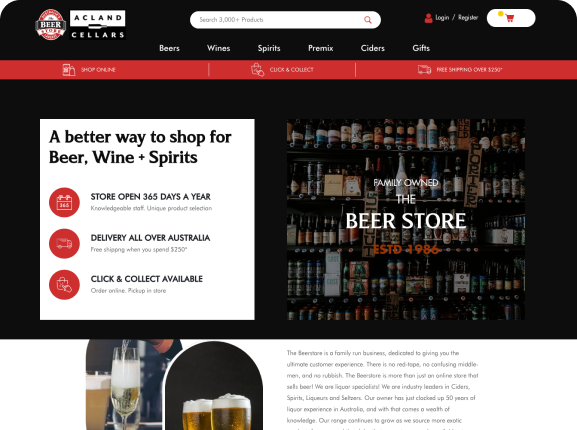 BEER
STORE
ACLAND
CELLARS
Search 3,000+ Products
Login / Register
Beers Wines Spirits Premix Ciders Gifts
SHOP ONLINE
CLICK & COLLECT
FREE SHIPPING OVER $250*
A better way to shop for
Beer, Wine + Spirits
365
STORE OPEN 365 DAYS A YEAR
Knowledgeable staff. Unique product selection
DELIVERY ALL OVER AUSTRALIA
Free shippng when you spend $250*
CLICK & COLLECT AVAILABLE
Order online. Pickup in store
FAMILY OWNED
THE
BEER STORE
ESTD 1986
The Beerstore is a family run business, dedicated to giving you the
ultimate customer experience. There is no red-tape, no confusing middle-
men, and no rubbish. The Beerstore is more than just an online store that
sells beer! We are liquor specialists! We are industry leaders in Ciders,
Spirits, Liqueurs and Seltzers. Our owner has just clocked up 50 years of
liquor experience in Australia, and with that comes a wealth of
knowledge. Our range continues to grow as we source more exotic